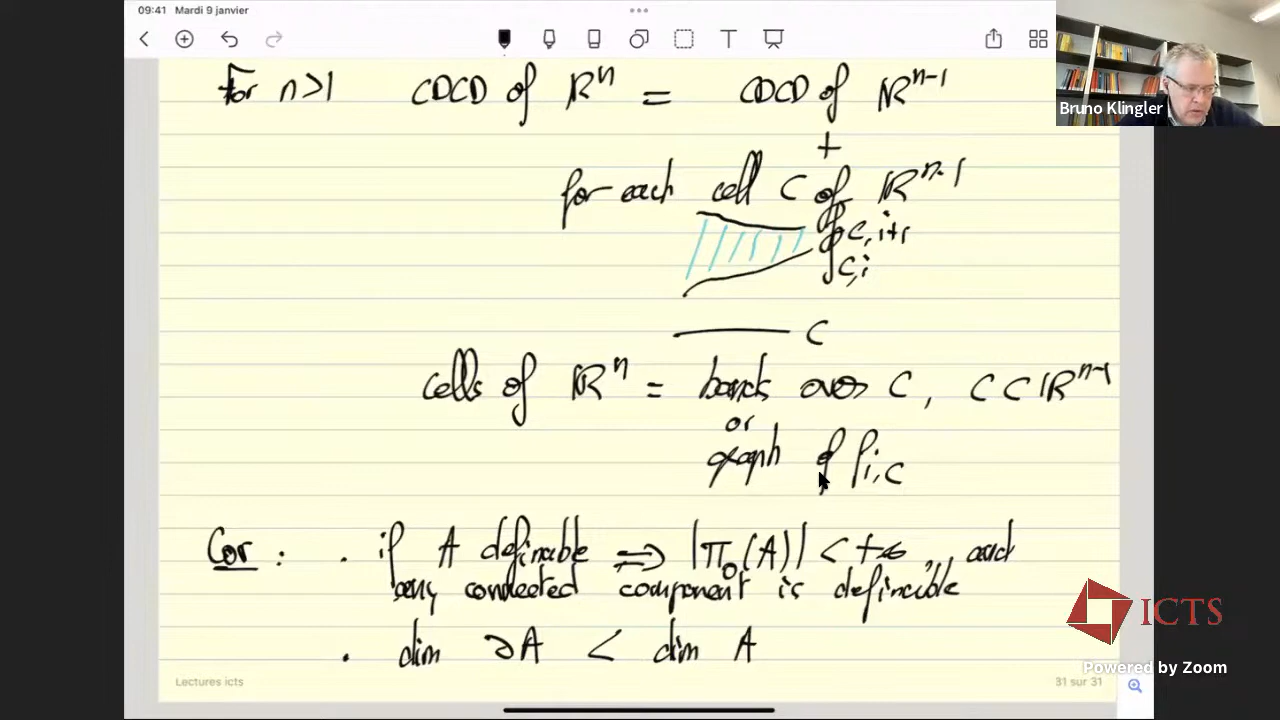 09:41 Mardi 9 janvier
Bruno Klingler
For n>1 CDCD of ℝⁿ = CDCD of ℝⁿ⁻¹
+
for each cell C of ℝⁿ⁻¹
f_{C,i+1}
f_{C,i}
C
cells of ℝⁿ = bands over C, C ⊂ ℝⁿ⁻¹
or
graph of f_{i,C}
Cor : . if A definable ⇒ |π₀(A)| < +∞, and
any connected component is definible
. dim ∂A < dim A
Lectures icts
31 sur 31
ICTS
Powered by Zoom